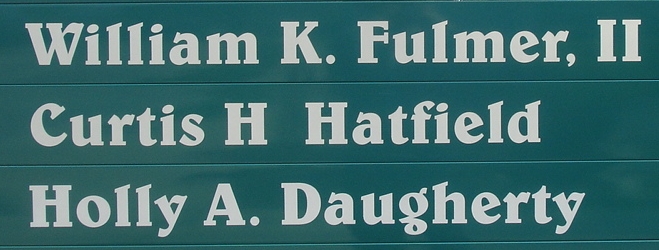 William K. Fulmer, II
Curtis H Hatfield
Holly A. Daugherty